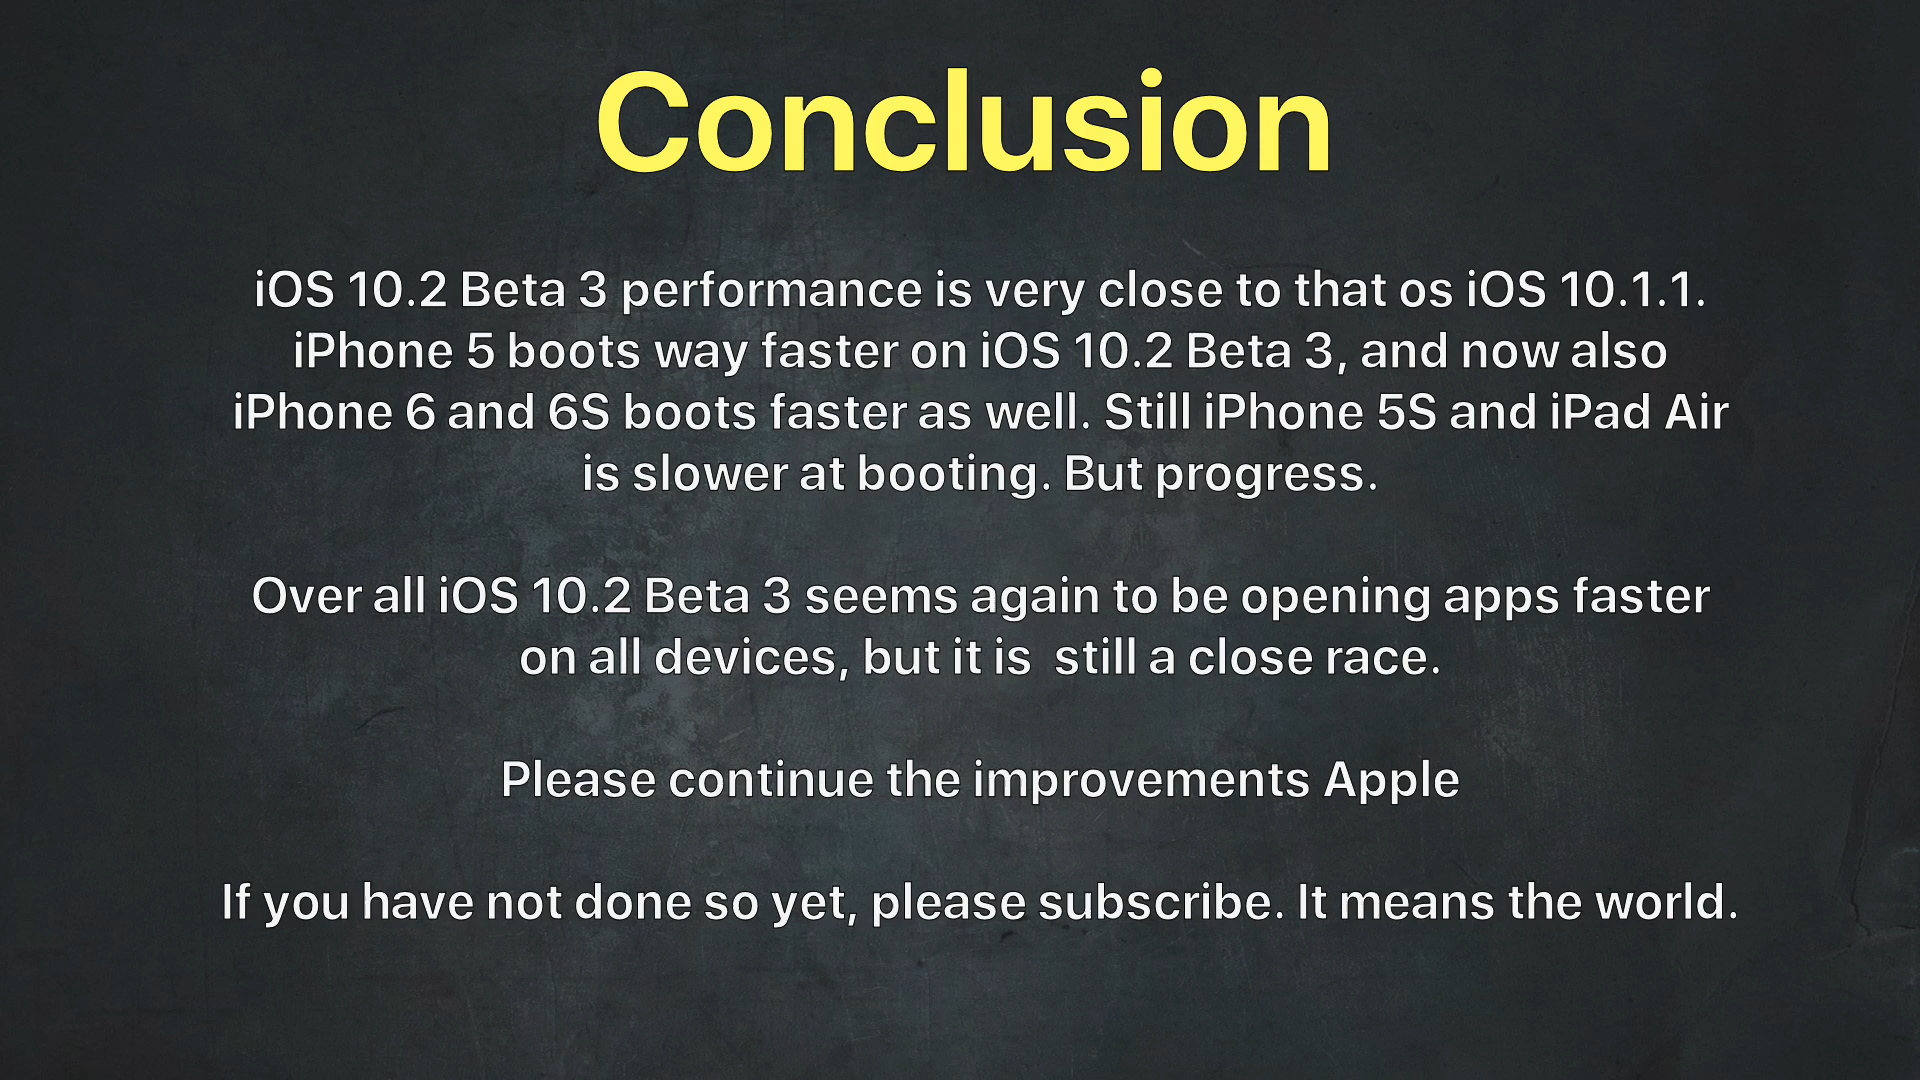 Conclusion
iOS 10.2 Beta 3 performance is very close to that os iOS 10.1.1.
iPhone 5 boots way faster on iOS 10.2 Beta 3, and now also
iPhone 6 and 6S boots faster as well. Still iPhone 5S and iPad Air
is slower at booting. But progress.
Over all iOS 10.2 Beta 3 seems again to be opening apps faster
on all devices, but it is  still a close race.
Please continue the improvements Apple
If you have not done so yet, please subscribe. It means the world.